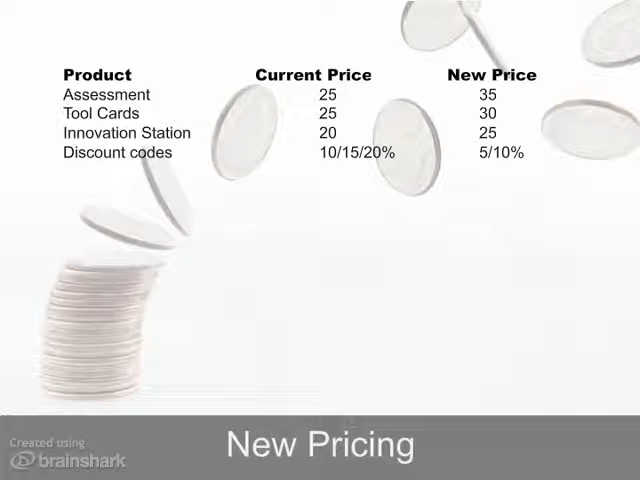 Product Current Price New Price
Assessment 25 35
Tool Cards 25 30
Innovation Station 20 25
Discount codes 10/15/20% 5/10%
New Pricing
Created using
brainshark